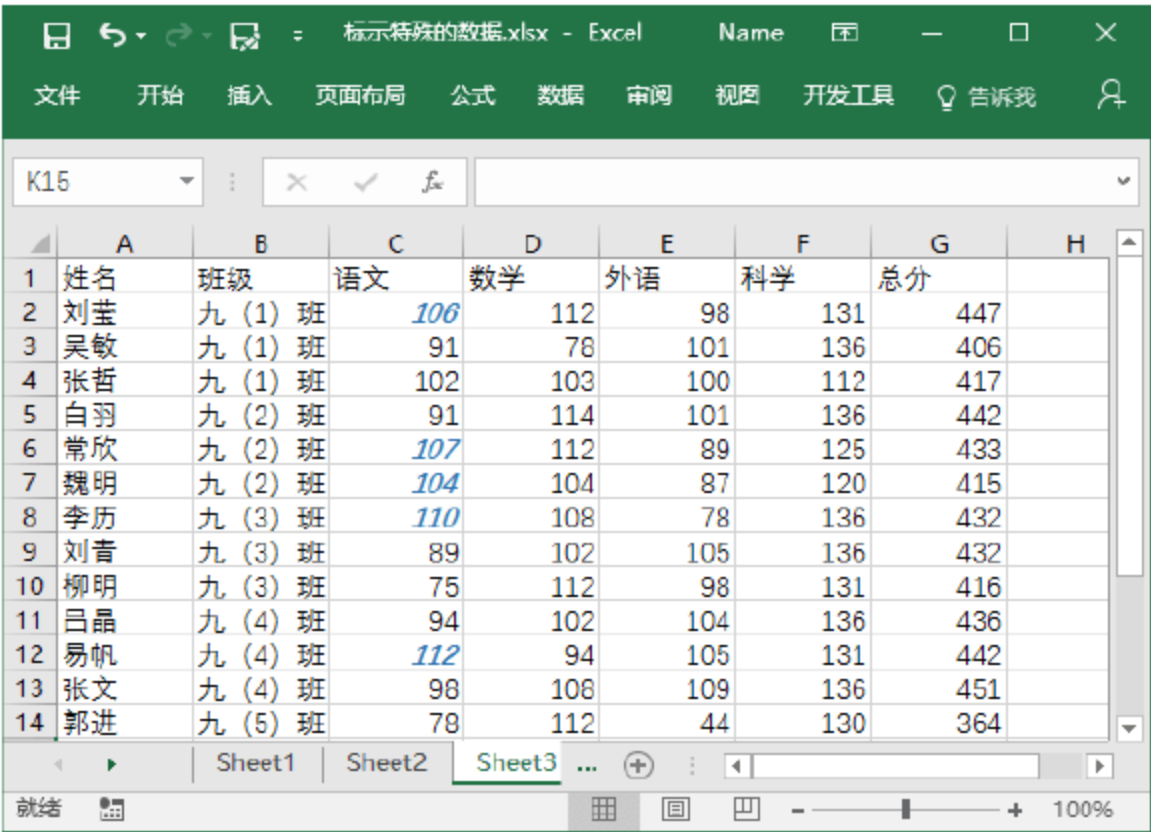 标示特殊的数据.xlsx - Excel Name
文件 开始 插入 页面布局 公式 数据 审阅 视图 开发工具 告诉我
K15 fx
A B C D E F G H
1 姓名 班级 语文 数学 外语 科学 总分
2 刘莹 九 (1) 班 106 112 98 131 447
3 吴敏 九 (1) 班 91 78 101 136 406
4 张哲 九 (1) 班 102 103 100 112 417
5 白羽 九 (2) 班 91 114 101 136 442
6 常欣 九 (2) 班 107 112 89 125 433
7 魏明 九 (2) 班 104 104 87 120 415
8 李历 九 (3) 班 110 108 78 136 432
9 刘青 九 (3) 班 89 102 105 136 432
10 柳明 九 (3) 班 75 112 98 131 416
11 吕晶 九 (4) 班 94 102 104 136 436
12 易帆 九 (4) 班 112 94 105 131 442
13 张文 九 (4) 班 98 108 109 136 451
14 郭进 九 (5) 班 78 112 44 130 364
Sheet1 Sheet2 Sheet3 ...
就绪 100%